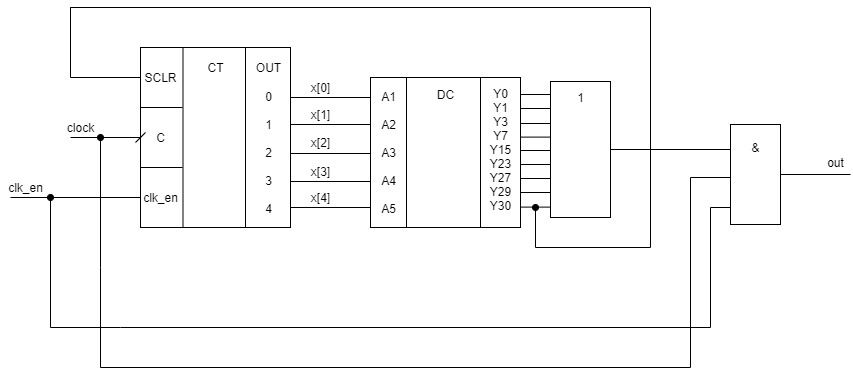 SCLR
CT
OUT
0
1
2
3
4
C
clk_en
clock
clk_en
x[0]
x[1]
x[2]
x[3]
x[4]
A1
A2
A3
A4
A5
DC
Y0
Y1
Y3
Y7
Y15
Y23
Y27
Y29
Y30
1
&
out